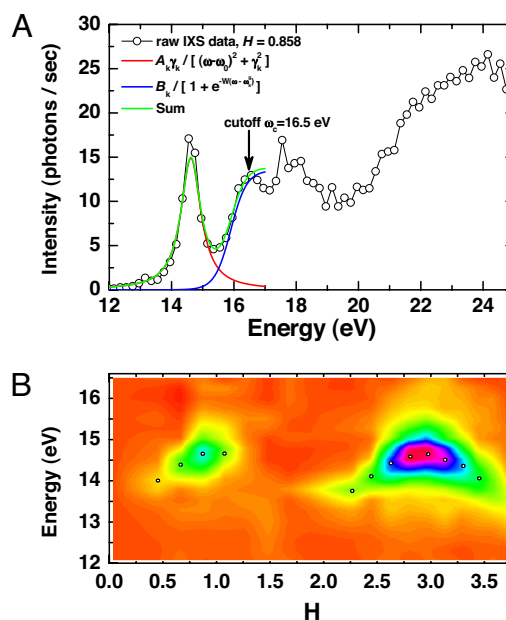 A
raw IXS data, H = 0.858
A_kγ_k / [ (ω-ω_0)^2 + γ_k^2 ]
B_k / [ 1 + e^{-W(ω-ω_k^0)} ]
Sum
cutoff ω_c=16.5 eV
Intensity (photons / sec)
30
25
20
15
10
5
0
12 14 16 18 20 22 24
Energy (eV)
B
Energy (eV)
16
15
14
13
12
0.0 0.5 1.0 1.5 2.0 2.5 3.0 3.5
H